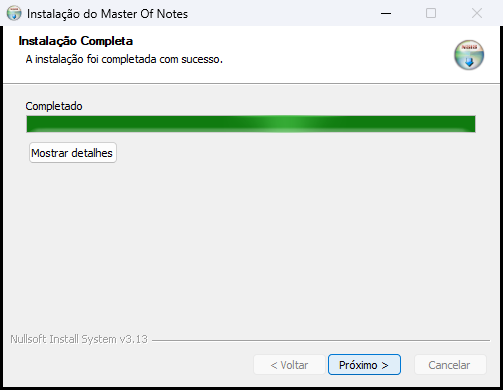 Instalação do Master Of Notes
Instalação Completa
A instalação foi completada com sucesso.
Completado
Mostrar detalhes
Nullsoft Install System v3.13
< Voltar
Próximo >
Cancelar